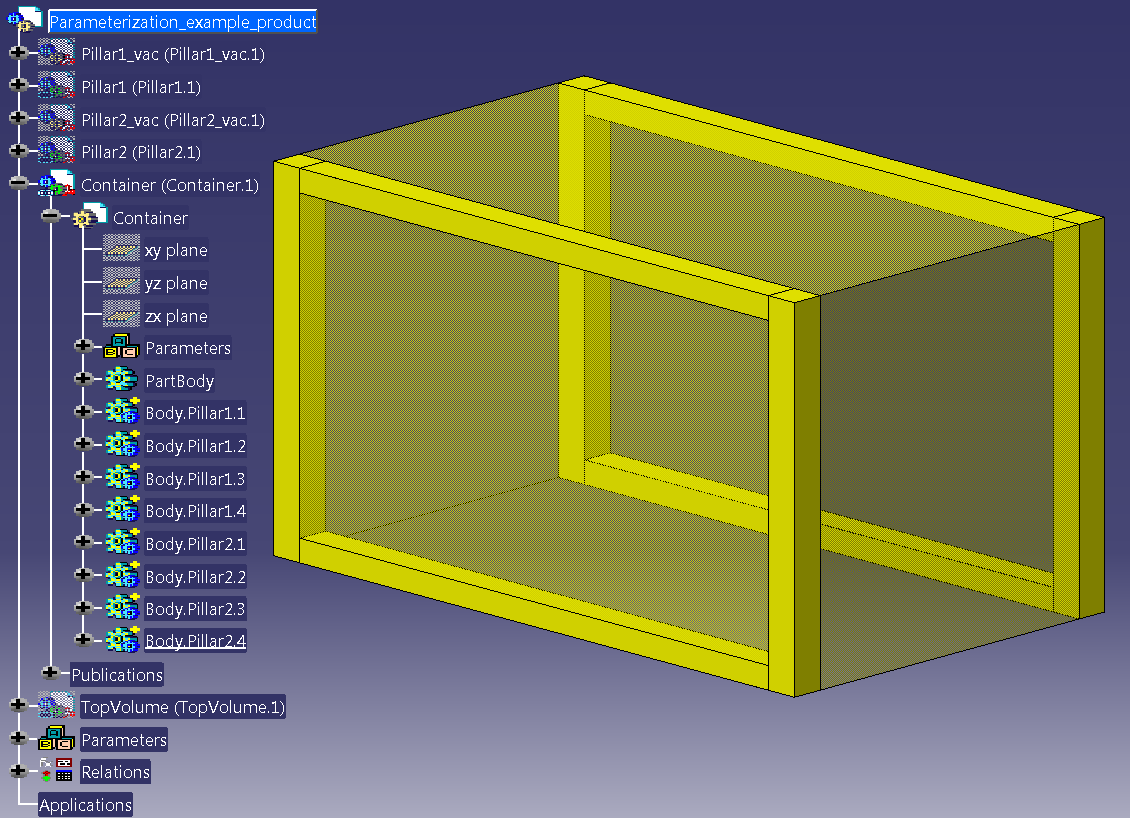 Parameterization_example_product
Pillar1_vac (Pillar1_vac.1)
Pillar1 (Pillar1.1)
Pillar2_vac (Pillar2_vac.1)
Pillar2 (Pillar2.1)
Container (Container.1)
Container
xy plane
yz plane
zx plane
Parameters
PartBody
Body.Pillar1.1
Body.Pillar1.2
Body.Pillar1.3
Body.Pillar1.4
Body.Pillar2.1
Body.Pillar2.2
Body.Pillar2.3
Body.Pillar2.4
Publications
TopVolume (TopVolume.1)
Parameters
Relations
Applications